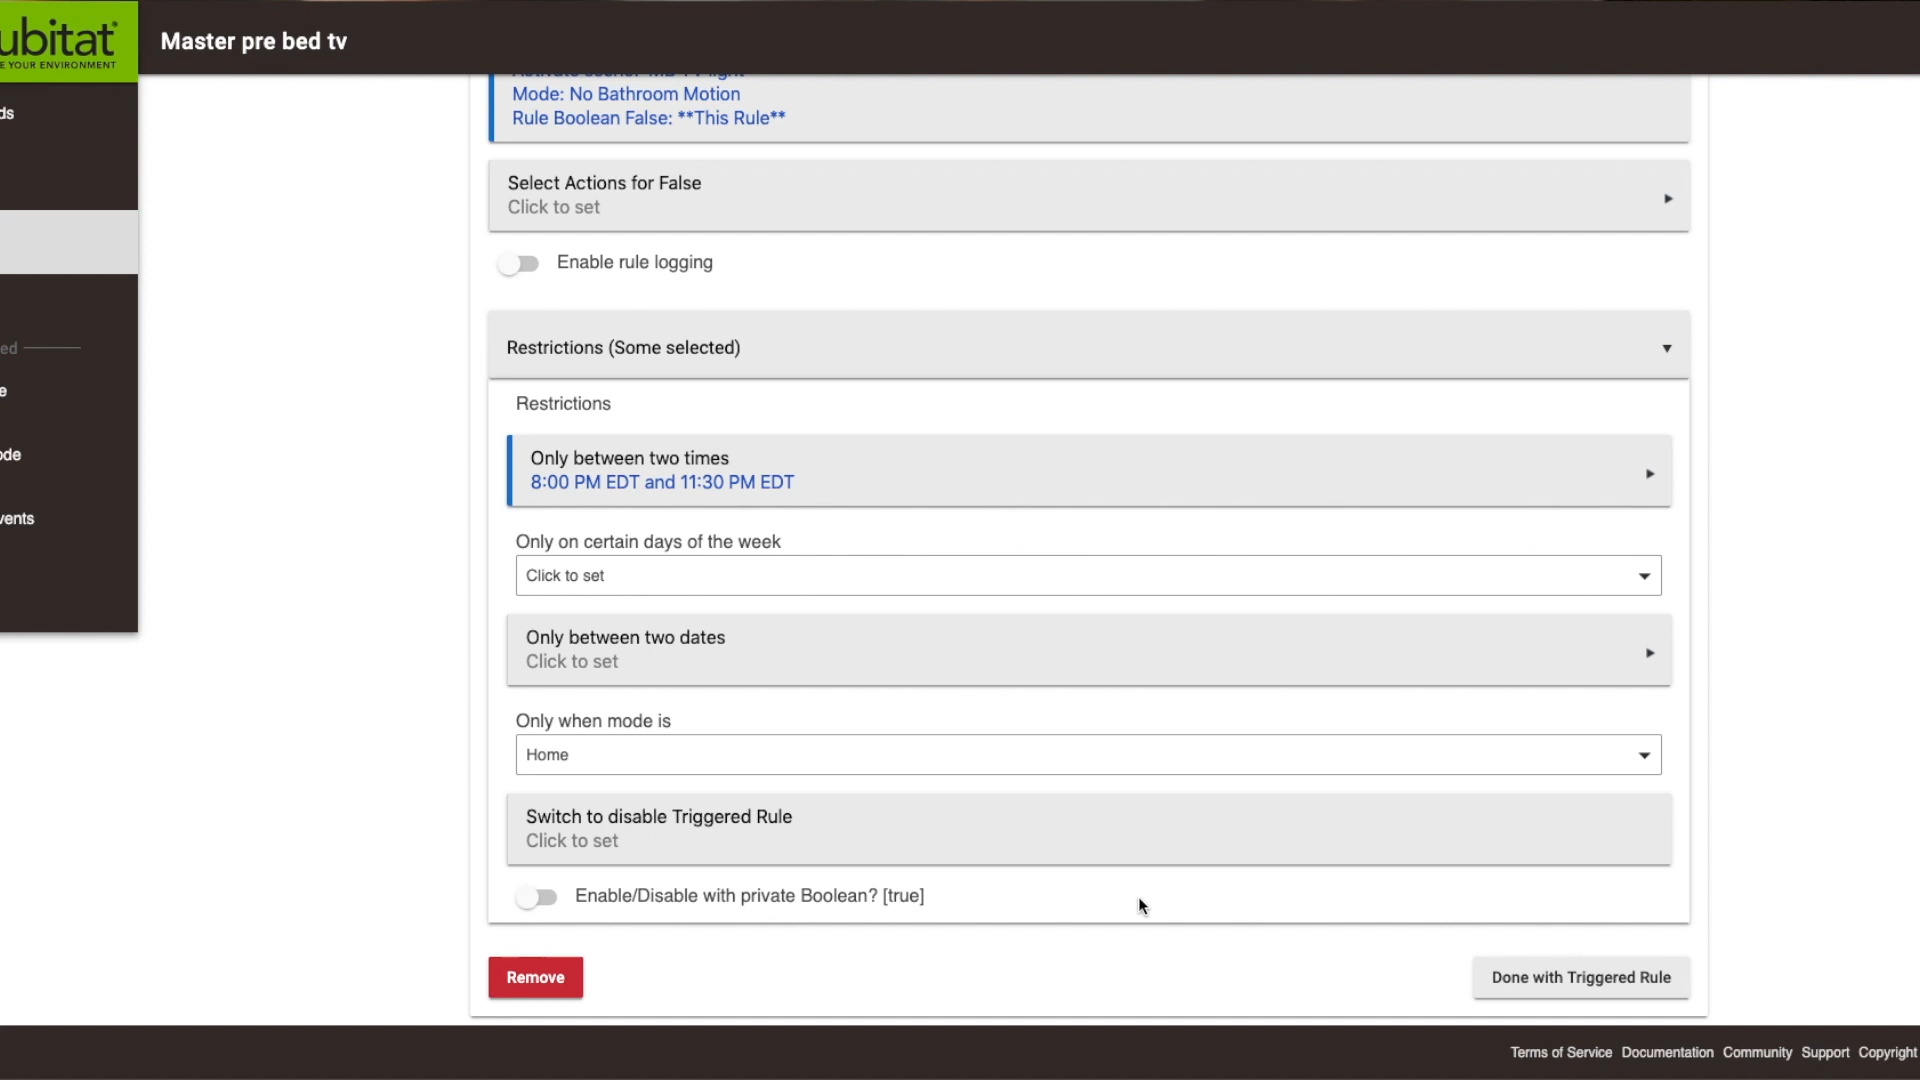 ubitat®
E YOUR ENVIRONMENT
Master pre bed tv
ds
ed
e
ode
vents
Mode: No Bathroom Motion
Rule Boolean False: **This Rule**
Select Actions for False
Click to set
Enable rule logging
Restrictions (Some selected)
Restrictions
Only between two times
8:00 PM EDT and 11:30 PM EDT
Only on certain days of the week
Click to set
Only between two dates
Click to set
Only when mode is
Home
Switch to disable Triggered Rule
Click to set
Enable/Disable with private Boolean? [true]
Remove
Done with Triggered Rule
Terms of Service Documentation Community Support Copyright